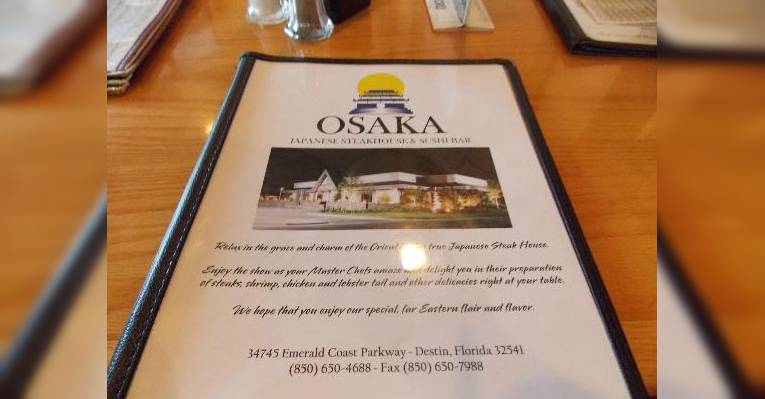 OSAKA
JAPANESE STEAKHOUSE & SUSHI BAR
Relax in the grace and charm of the Orient true Japanese Steak House.
Enjoy the show as your Master Chefs amaze and delight you in their preparation
of steaks, shrimp, chicken and lobster tail and other delicacies right at your table.
We hope that you enjoy our special, far Eastern flair and flavor.
34745 Emerald Coast Parkway - Destin, Florida 32541
(850) 650-4688 - Fax (850) 650-7988